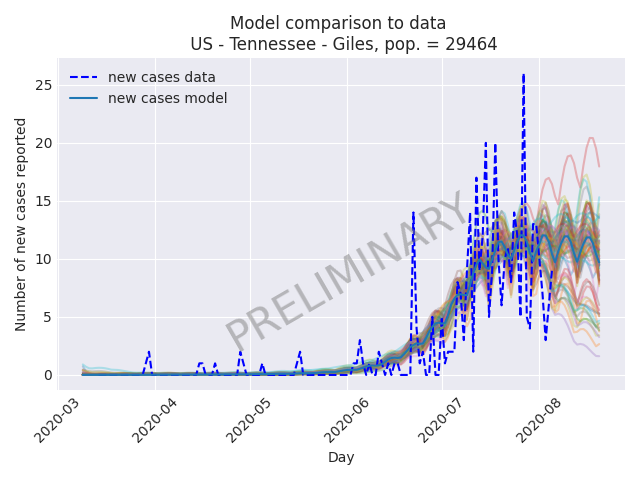 Model comparison to data
US - Tennessee - Giles, pop. = 29464
new cases data
new cases model
PRELIMINARY
Number of new cases reported
25
20
15
10
5
0
2020-03
2020-04
2020-05
2020-06
2020-07
2020-08
Day